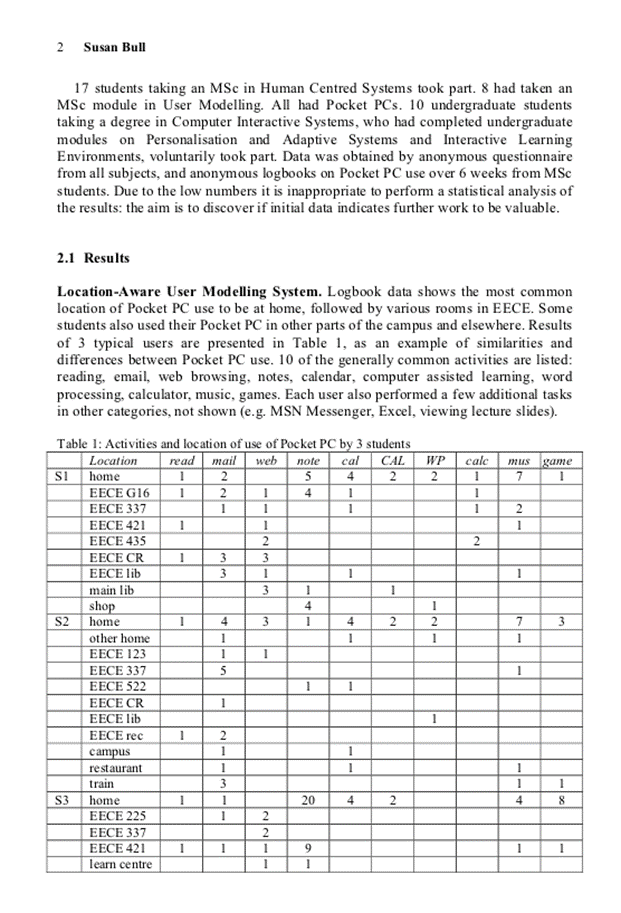 2 Susan Bull
17 students taking an MSc in Human Centred Systems took part. 8 had taken an
MSc module in User Modelling. All had Pocket PCs. 10 undergraduate students
taking a degree in Computer Interactive Systems, who had completed undergraduate
modules on Personalisation and Adaptive Systems and Interactive Learning
Environments, voluntarily took part. Data was obtained by anonymous questionnaire
from all subjects, and anonymous logbooks on Pocket PC use over 6 weeks from MSc
students. Due to the low numbers it is inappropriate to perform a statistical analysis of
the results: the aim is to discover if initial data indicates further work to be valuable.
2.1 Results
Location-Aware User Modelling System. Logbook data shows the most common
location of Pocket PC use to be at home, followed by various rooms in EECE. Some
students also used their Pocket PC in other parts of the campus and elsewhere. Results
of 3 typical users are presented in Table 1, as an example of similarities and
differences between Pocket PC use. 10 of the generally common activities are listed:
reading, email, web browsing, notes, calendar, computer assisted learning, word
processing, calculator, music, games. Each user also performed a few additional tasks
in other categories, not shown (e.g. MSN Messenger, Excel, viewing lecture slides).
Table 1: Activities and location of use of Pocket PC by 3 students
Location read mail web note cal CAL WP calc mus game
S1 home 1 2 5 4 2 2 1 7 1
EECE G16 1 2 1 4 1 1
EECE 337 1 1 1 1 2
EECE 421 1 1 1
EECE 435 2 2
EECE CR 1 3 3
EECE lib 3 1 1 1
main lib 3 1 1
shop 4 1
S2 home 1 4 3 1 4 2 2 7 3
other home 1 1 1 1
EECE 123 1 1
EECE 337 5 1
EECE 522 1 1
EECE CR 1
EECE lib 1
EECE rec 1 2
campus 1 1
restaurant 1 1 1
train 3 1 1
S3 home 1 1 20 4 2 4 8
EECE 225 1 2
EECE 337 2
EECE 421 1 1 1 9 1 1
learn centre 1 1